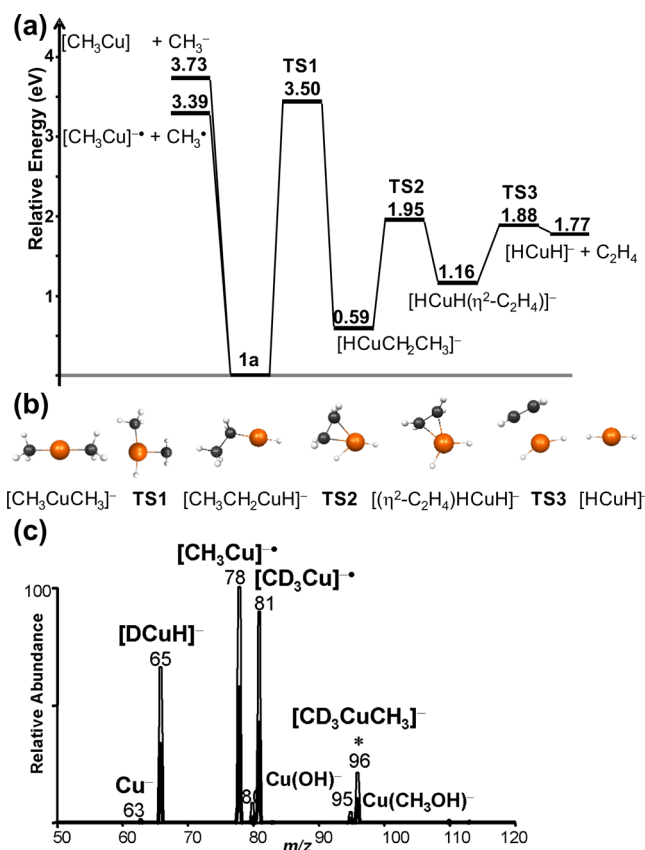 (a)
[CH₃Cu] + CH₃⁻
3.73
3.39
[CH₃Cu]⁻• + CH₃•
TS1
3.50
TS2
1.95
TS3
1.88
1.77
[HCuH]⁻ + C₂H₄
1.16
[HCuH(η²-C₂H₄)]⁻
0.59
[HCuCH₂CH₃]⁻
1a
Relative Energy (eV)
4
3
2
1
(b)
[CH₃CuCH₃]⁻ TS1 [CH₃CH₂CuH]⁻ TS2 [(η²-C₂H₄)HCuH]⁻ TS3 [HCuH]⁻
(c)
[CH₃Cu]⁻•
78
[CD₃Cu]⁻•
81
[DCuH]⁻
65
[CD₃CuCH₃]⁻
*
96
Cu⁻
63
Cu(OH)⁻
95
Cu(CH₃OH)⁻
100
Relative Abundance
50 60 70 80 90 100 110 120
m/z